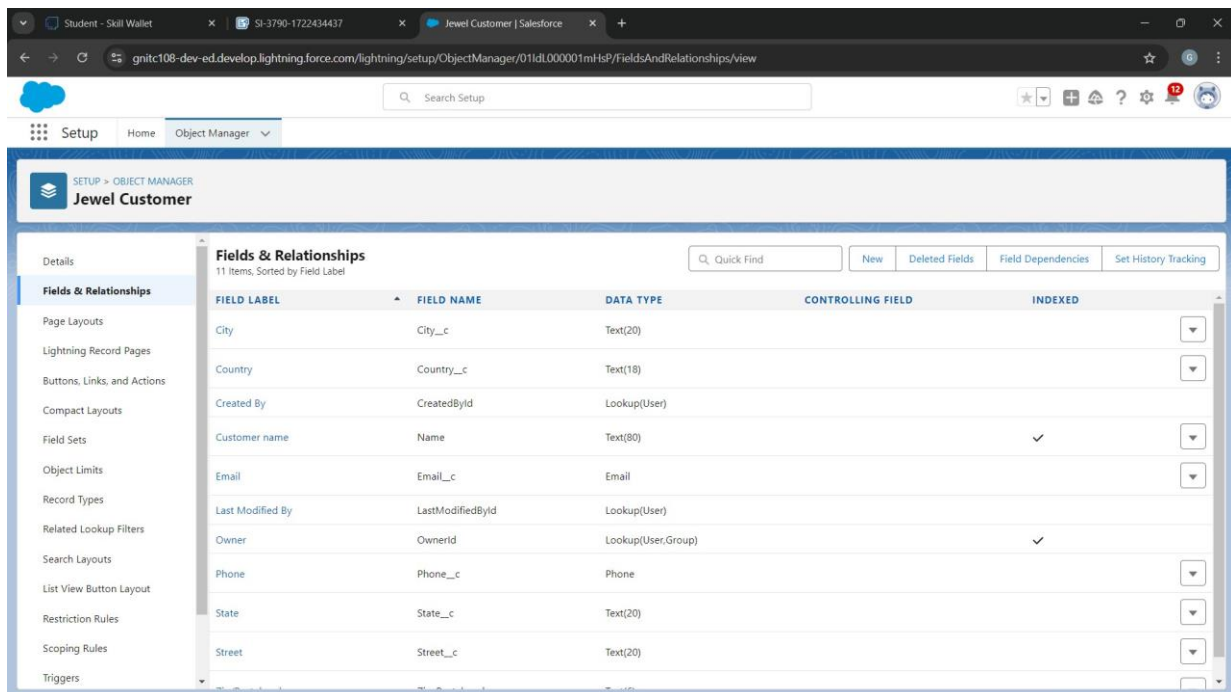 Student - Skill Wallet
SI-3790-1722434437
Jewel Customer | Salesforce
gnitc108-dev-ed.develop.lightning.force.com/lightning/setup/ObjectManager/01IdL000001mHsP/FieldsAndRelationships/view
G
Search Setup
12
Setup Home Object Manager
SETUP > OBJECT MANAGER
Jewel Customer
Details
Fields & Relationships
Page Layouts
Lightning Record Pages
Buttons, Links, and Actions
Compact Layouts
Field Sets
Object Limits
Record Types
Related Lookup Filters
Search Layouts
List View Button Layout
Restriction Rules
Scoping Rules
Triggers
Fields & Relationships
11 Items, Sorted by Field Label
Quick Find New Deleted Fields Field Dependencies Set History Tracking
FIELD LABEL FIELD NAME DATA TYPE CONTROLLING FIELD INDEXED
City City__c Text(20)
Country Country__c Text(18)
Created By CreatedById Lookup(User)
Customer name Name Text(80)
Email Email__c Email
Last Modified By LastModifiedById Lookup(User)
Owner OwnerId Lookup(User,Group)
Phone Phone__c Phone
State State__c Text(20)
Street Street__c Text(20)